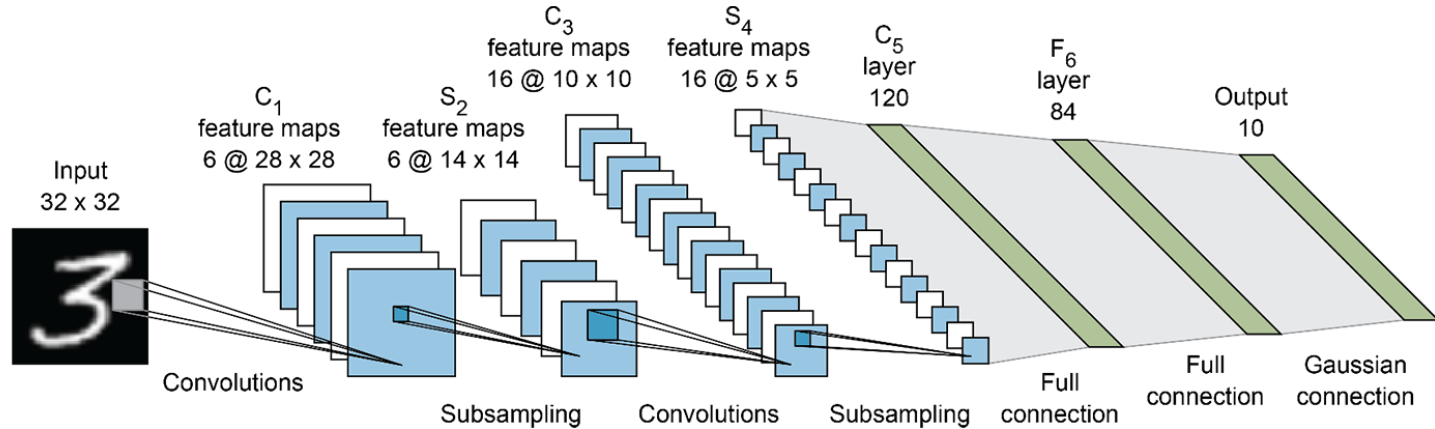 Input
32 x 32
C1
feature maps
6 @ 28 x 28
S2
feature maps
6 @ 14 x 14
C3
feature maps
16 @ 10 x 10
S4
feature maps
16 @ 5 x 5
C5
layer
120
F6
layer
84
Output
10
3
Convolutions
Subsampling
Convolutions
Subsampling
Full
connection
Full
connection
Gaussian
connection